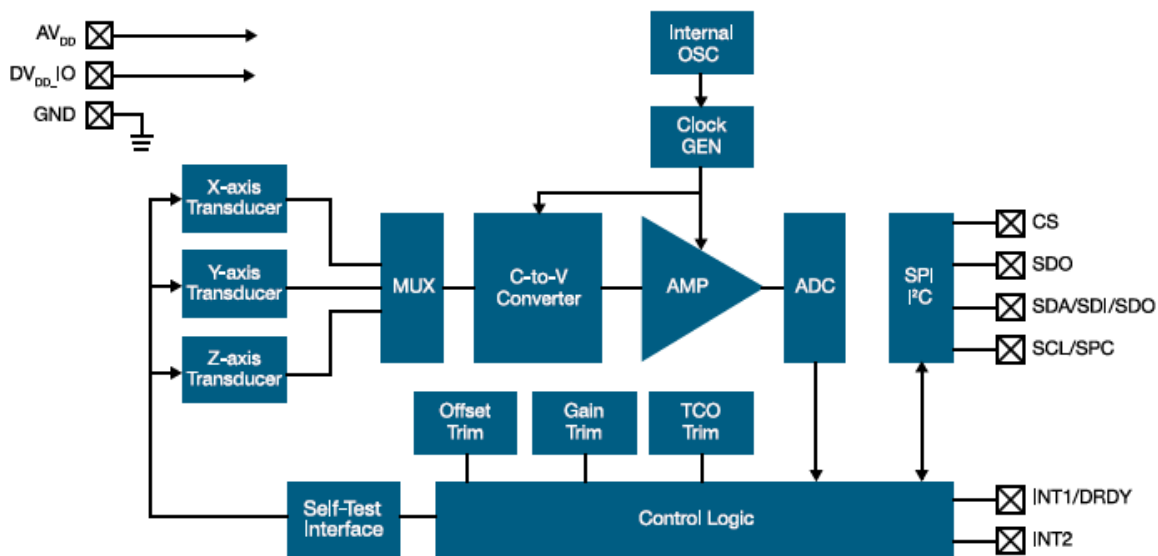 AVDD
DVDD_IO
GND
Internal
OSC
Clock
GEN
X-axis
Transducer
Y-axis
Transducer
Z-axis
Transducer
MUX
C-to-V
Converter
AMP
ADC
SPI
I²C
CS
SDO
SDA/SDI/SDO
SCL/SPC
Offset
Trim
Gain
Trim
TCO
Trim
Self-Test
Interface
Control Logic
INT1/DRDY
INT2